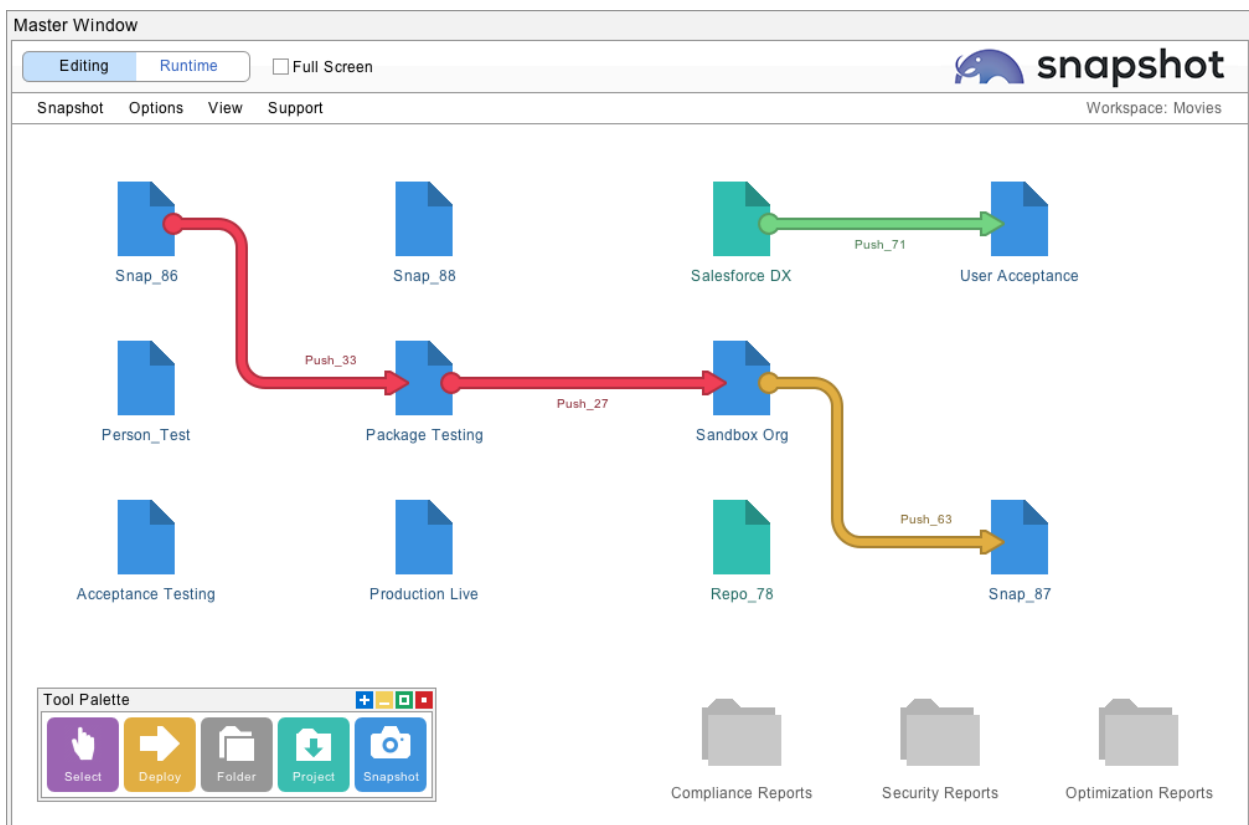 Master Window
Editing Runtime Full Screen
snapshot
Snapshot Options View Support
Workspace: Movies
Push_71
Snap_86 Snap_88 Salesforce DX User Acceptance
Push_33
Push_27
Person_Test Package Testing Sandbox Org
Push_63
Acceptance Testing Production Live Repo_78 Snap_87
Tool Palette
Select Deploy Folder Project Snapshot
Compliance Reports Security Reports Optimization Reports